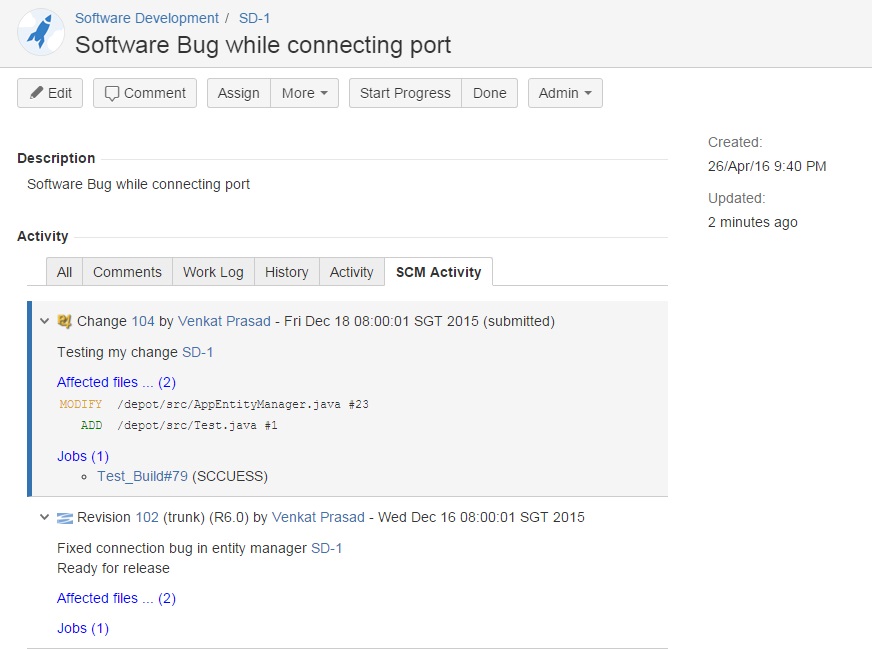 Software Development / SD-1
Software Bug while connecting port
Edit Comment Assign More Start Progress Done Admin
Description
Software Bug while connecting port
Created:
26/Apr/16 9:40 PM
Updated:
2 minutes ago
Activity
All Comments Work Log History Activity SCM Activity
Change 104 by Venkat Prasad - Fri Dec 18 08:00:01 SGT 2015 (submitted)
Testing my change SD-1
Affected files ... (2)
MODIFY /depot/src/AppEntityManager.java #23
ADD /depot/src/Test.java #1
Jobs (1)
Test_Build#79 (SCCUESS)
Revision 102 (trunk) (R6.0) by Venkat Prasad - Wed Dec 16 08:00:01 SGT 2015
Fixed connection bug in entity manager SD-1
Ready for release
Affected files ... (2)
Jobs (1)